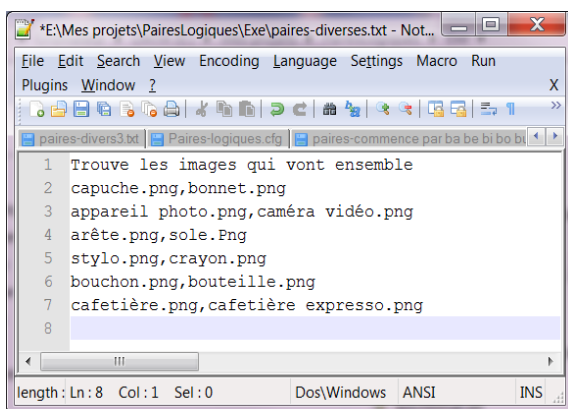 *E:\Mes projets\PairesLogiques\Exe\paires-diverses.txt - Not...
File Edit Search View Encoding Language Settings Macro Run
Plugins Window ? X
paires-divers3.txt Paires-logiques.cfg paires-commence par ba be bi bo bu
1 Trouve les images qui vont ensemble
2 capuche.png,bonnet.png
3 appareil photo.png,caméra vidéo.png
4 arête.png,sole.Png
5 stylo.png,crayon.png
6 bouchon.png,bouteille.png
7 cafetière.png,cafetière expresso.png
8
length : Ln : 8 Col : 1 Sel : 0 Dos\Windows ANSI INS